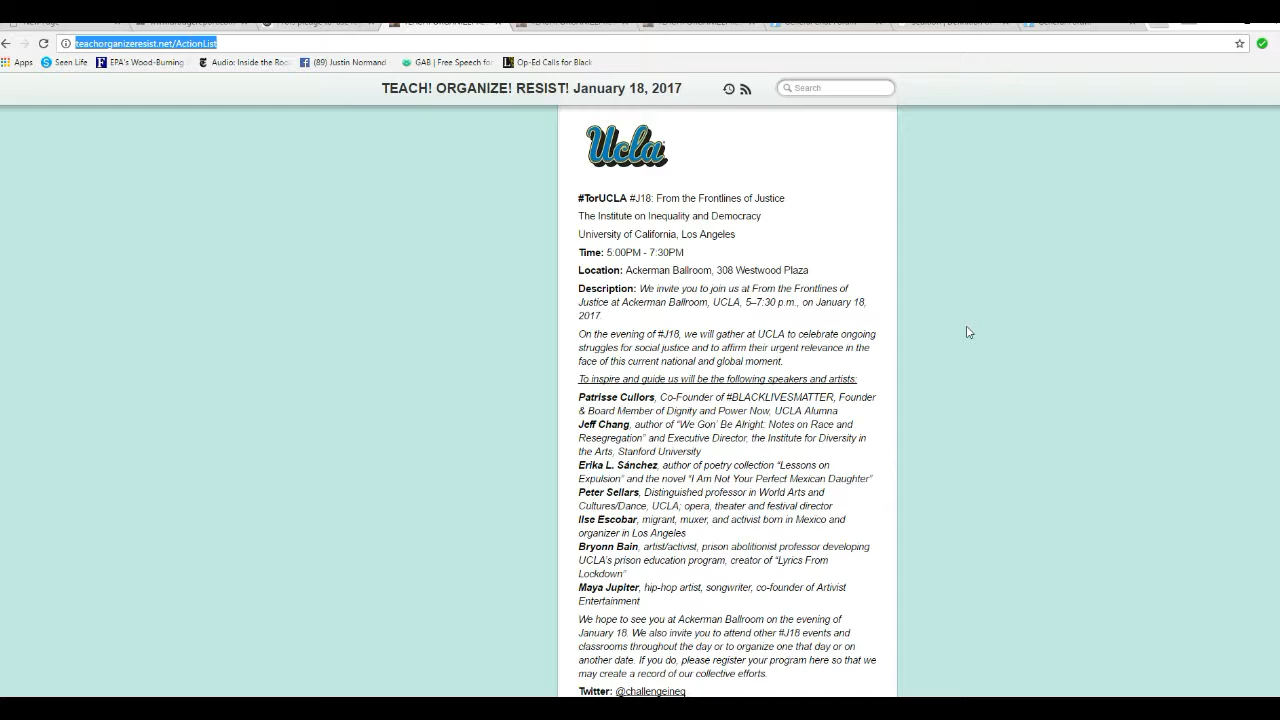 teachorganizeresist.net/ActionList
Apps Seen Life EPA's Wood-Burning Audio: Inside the Roo (89) Justin Normand GAB | Free Speech fo Op-Ed Calls for Black
TEACH! ORGANIZE! RESIST! January 18, 2017 Search
Ucla
#TorUCLA #J18: From the Frontlines of Justice
The Institute on Inequality and Democracy
University of California, Los Angeles
Time: 5:00PM - 7:30PM
Location: Ackerman Ballroom, 308 Westwood Plaza
Description: We invite you to join us at From the Frontlines of
Justice at Ackerman Ballroom, UCLA, 5–7:30 p.m., on January 18,
2017.
On the evening of #J18, we will gather at UCLA to celebrate ongoing
struggles for social justice and to affirm their urgent relevance in the
face of this current national and global moment.
To inspire and guide us will be the following speakers and artists:
Patrisse Cullors, Co-Founder of #BLACKLIVESMATTER, Founder
& Board Member of Dignity and Power Now, UCLA Alumna
Jeff Chang, author of “We Gon’ Be Alright: Notes on Race and
Resegregation” and Executive Director, the Institute for Diversity in
the Arts, Stanford University
Erika L. Sánchez, author of poetry collection “Lessons on
Expulsion” and the novel “I Am Not Your Perfect Mexican Daughter”
Peter Sellars, Distinguished professor in World Arts and
Cultures/Dance, UCLA; opera, theater and festival director
Ilse Escobar, migrant, muxer, and activist born in Mexico and
organizer in Los Angeles
Bryonn Bain, artist/activist, prison abolitionist professor developing
UCLA’s prison education program, creator of “Lyrics From
Lockdown”
Maya Jupiter, hip-hop artist, songwriter, co-founder of Artivist
Entertainment
We hope to see you at Ackerman Ballroom on the evening of
January 18. We also invite you to attend other #J18 events and
classrooms throughout the day or to organize one that day or on
another date. If you do, please register your program here so that we
may create a record of our collective efforts.
Twitter: @challengeineq